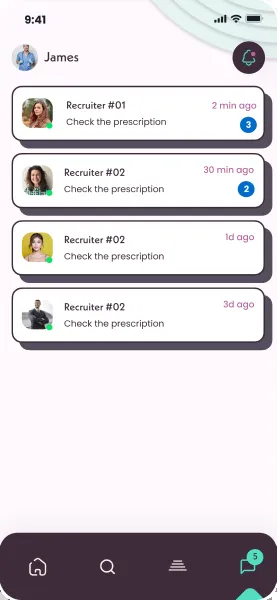 9:41
James
Recruiter #01
2 min ago
Check the prescription
3
Recruiter #02
30 min ago
Check the prescription
2
Recruiter #02
1d ago
Check the prescription
Recruiter #02
3d ago
Check the prescription
5